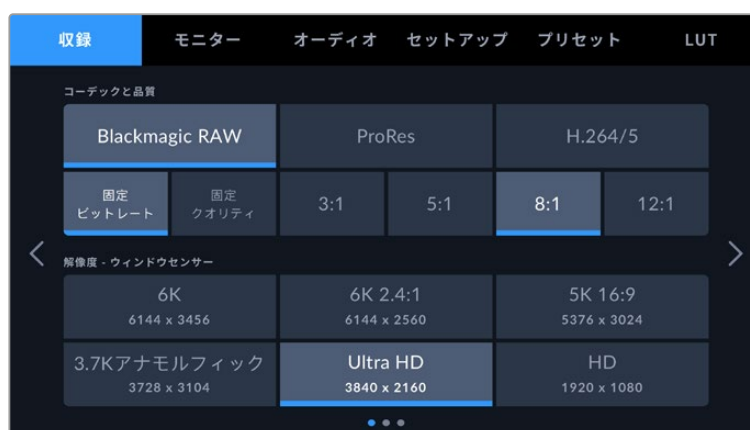 収録 モニター オーディオ セットアップ プリセット LUT
コーデックと品質
Blackmagic RAW ProRes H.264/5
固定 固定
ビットレート クオリティ 3:1 5:1 8:1 12:1
解像度 - ウィンドウセンサー
6K 6K 2.4:1 5K 16:9
6144 x 3456 6144 x 2560 5376 x 3024
3.7Kアナモルフィック Ultra HD HD
3728 x 3104 3840 x 2160 1920 x 1080